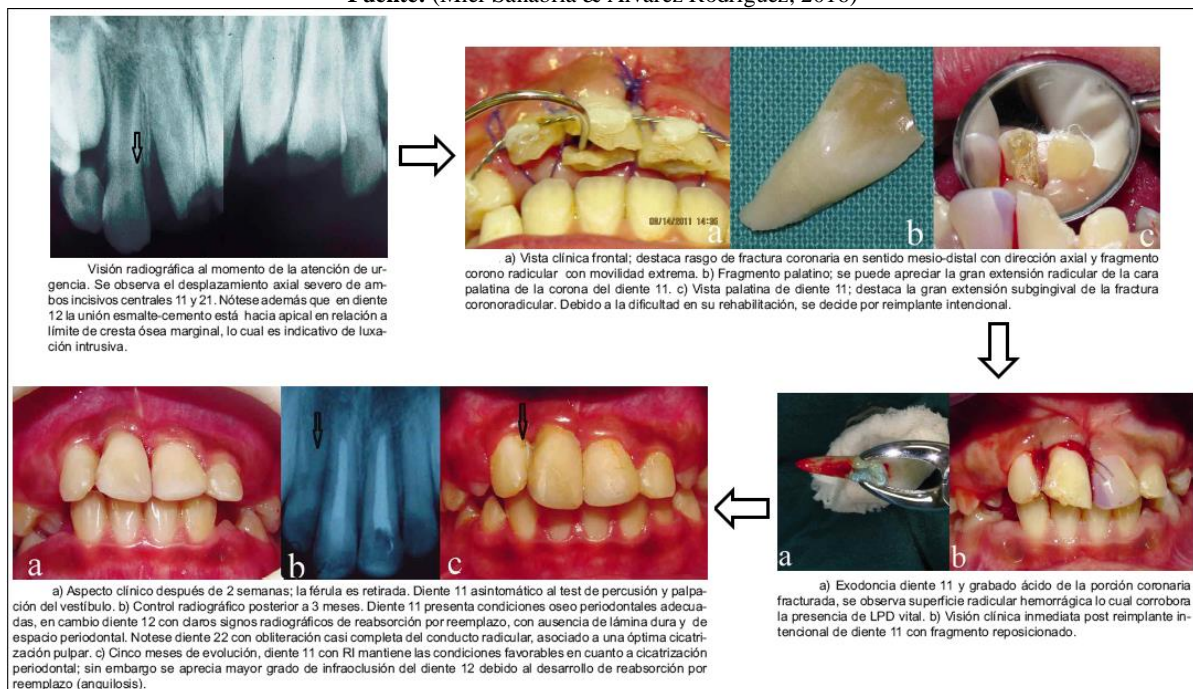 Fuente: (Micl Sanabria & Álvarez Rodríguez, 2018)
Visión radiográfica al momento de la atención de ur-
gencia. Se observa el desplazamiento axial severo de am-
bos incisivos centrales 11 y 21. Nótese además que en diente
12 la unión esmalte-cemento está hacia apical en relación a
límite de cresta ósea marginal, lo cual es indicativo de luxa-
ción intrusiva.
08/14/2011 14:35
a
b
c
a) Vista clínica frontal; destaca rasgo de fractura coronaria en sentido mesio-distal con dirección axial y fragmento
corono radicular con movilidad extrema. b) Fragmento palatino; se puede apreciar la gran extensión radicular de la cara
palatina de la corona del diente 11. c) Vista palatina de diente 11; destaca la gran extensión subgingival de la fractura
coronoradicular. Debido a la dificultad en su rehabilitación, se decide por reimplante intencional.
a
b
a) Exodoncia diente 11 y grabado ácido de la porción coronaria
fracturada, se observa superficie radicular hemorrágica lo cual corrobora
la presencia de LPD vital. b) Visión clínica inmediata post reimplante in-
tencional de diente 11 con fragmento reposicionado.
a
b
c
a) Aspecto clínico después de 2 semanas; la férula es retirada. Diente 11 asintomático al test de percusión y palpa-
ción del vestíbulo. b) Control radiográfico posterior a 3 meses. Diente 11 presenta condiciones oseo periodontales adecua-
das, en cambio diente 12 con claros signos radiográficos de reabsorción por reemplazo, con ausencia de lámina dura y de
espacio periodontal. Notese diente 22 con obliteración casi completa del conducto radicular, asociado a una óptima cicatri-
zación pulpar. c) Cinco meses de evolución, diente 11 con RI mantiene las condiciones favorables en cuanto a cicatrización
periodontal; sin embargo se aprecia mayor grado de infraoclusión del diente 12 debido al desarrollo de reabsorción por
reemplazo (anquilosis).